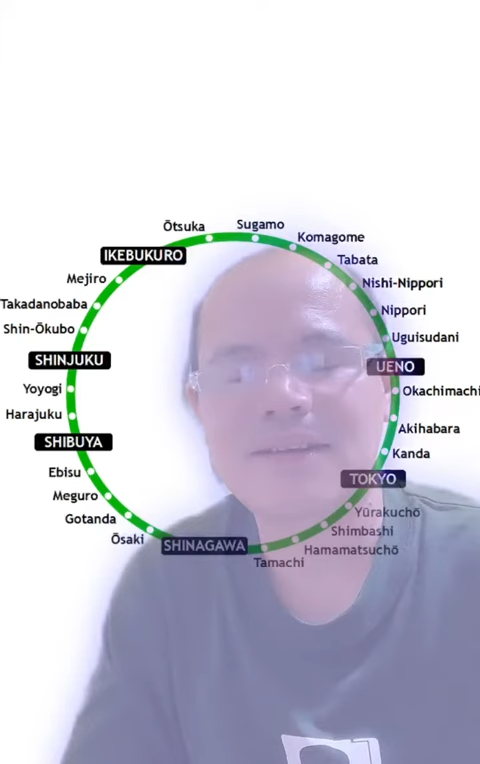 Ōtsuka
Sugamo
Komagome
IKEBUKURO
Tabata
Mejiro
Nishi-Nippori
Takadanobaba
Nippori
Shin-Ōkubo
Uguisudani
SHINJUKU
UENO
Yoyogi
Okachimachi
Harajuku
Akihabara
SHIBUYA
Kanda
Ebisu
TOKYO
Meguro
Yūrakuchō
Gotanda
Shimbashi
Ōsaki
SHINAGAWA
Hamamatsuchō
Tamachi